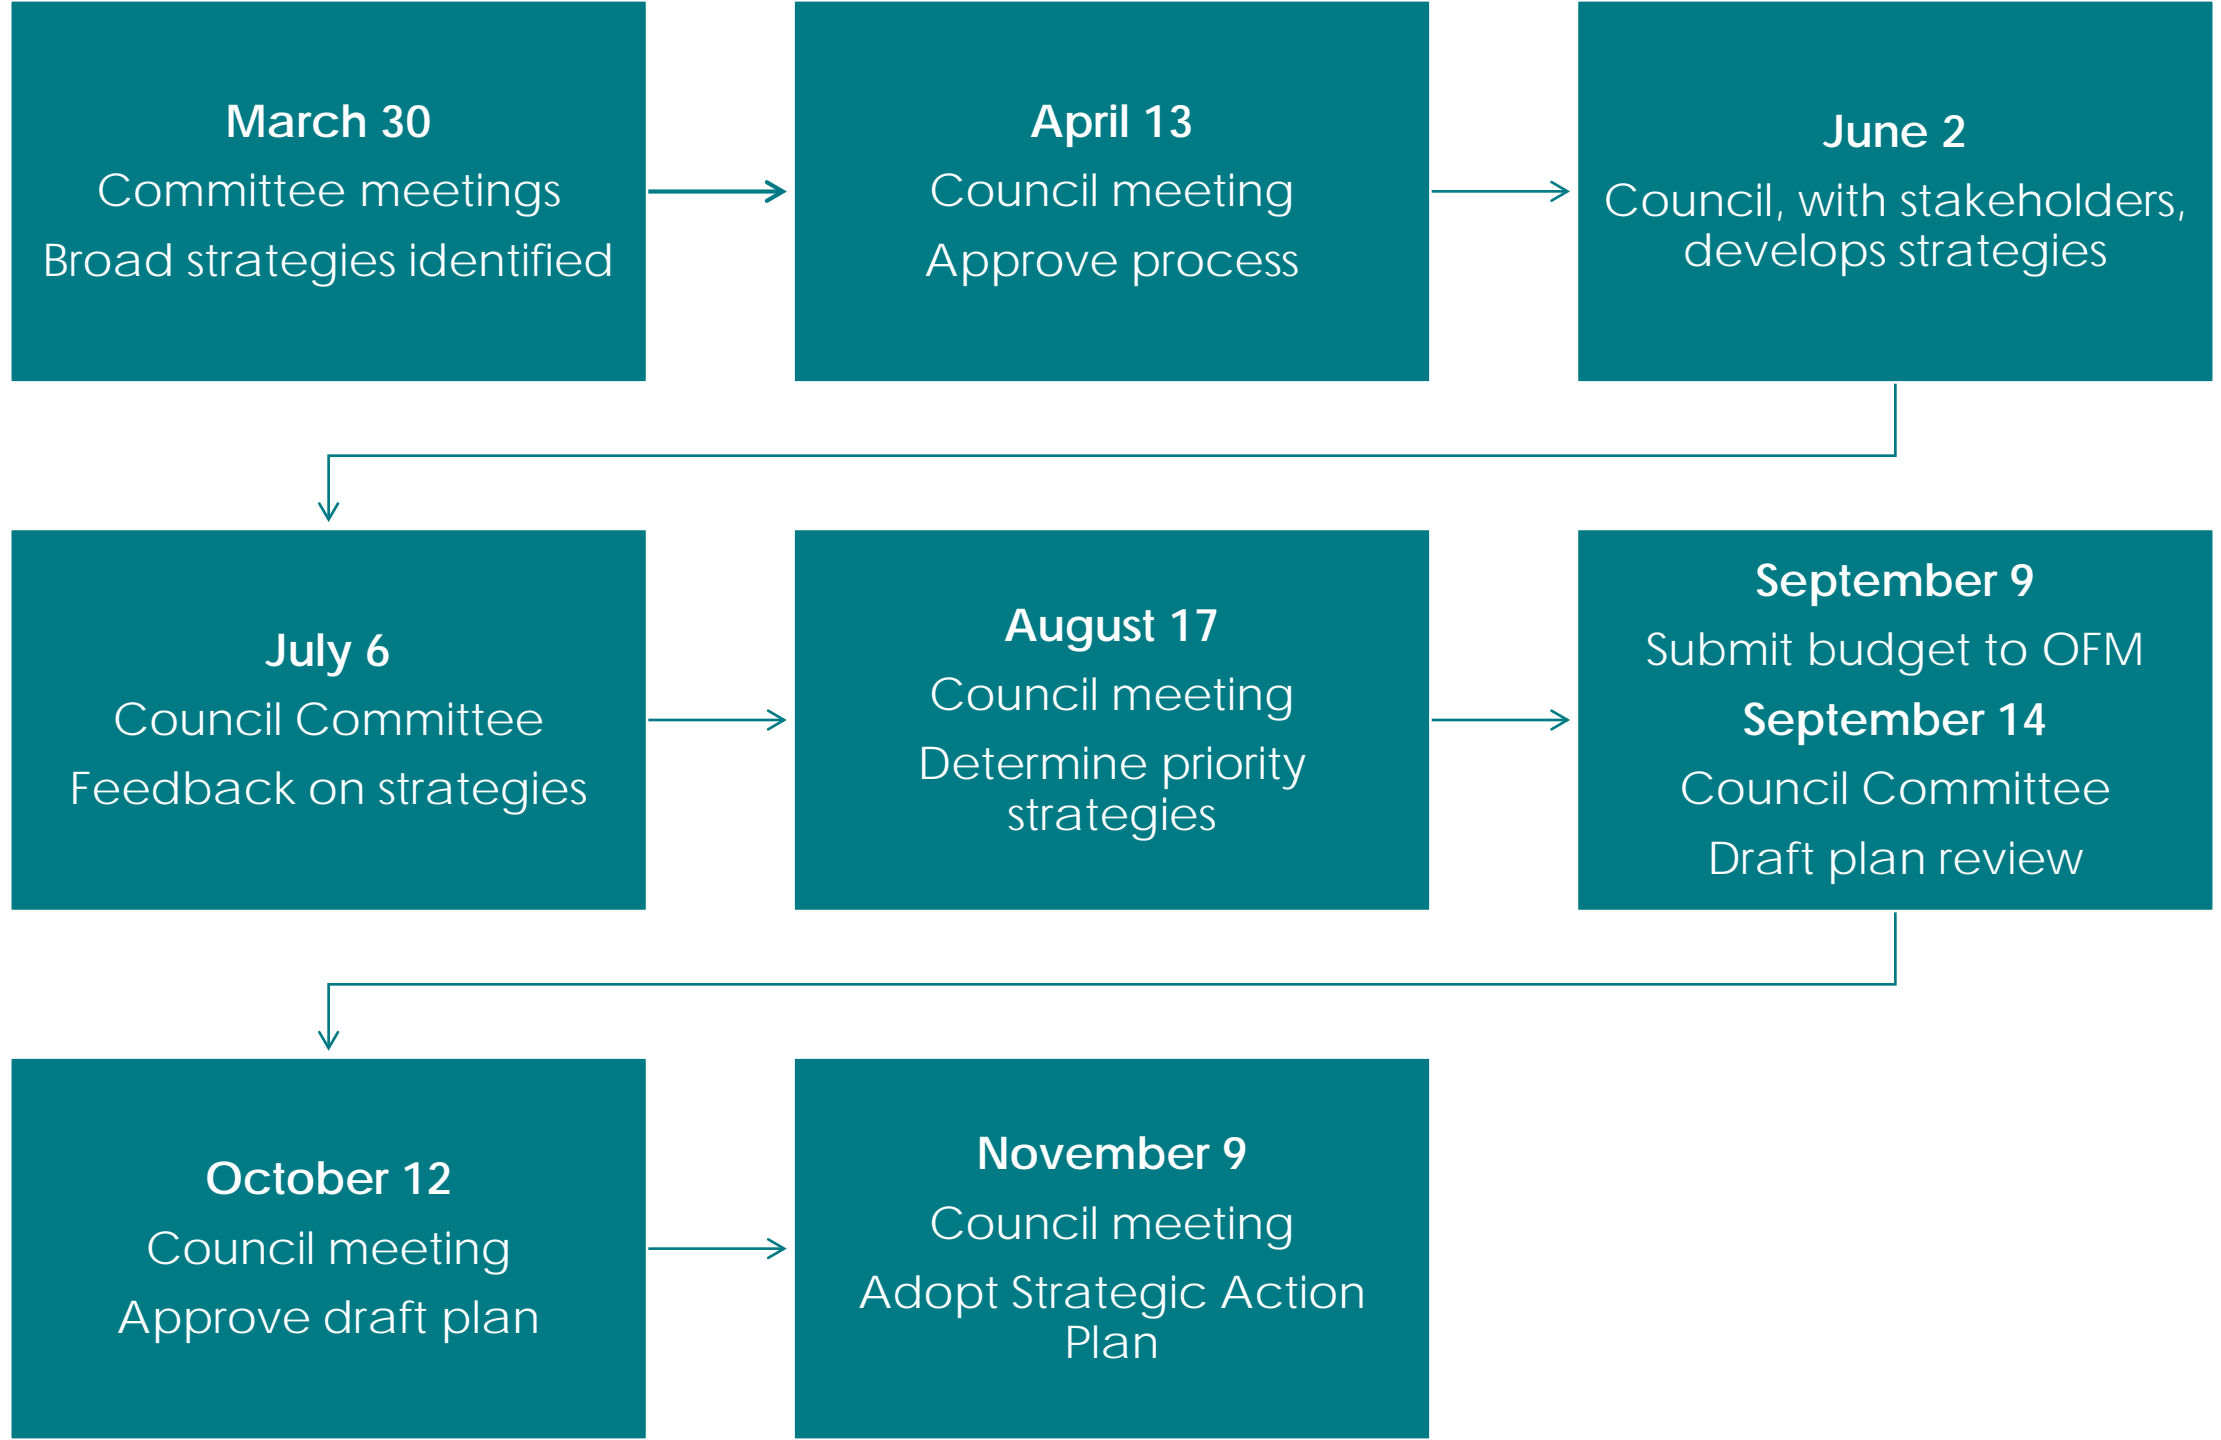 March 30
Committee meetings
Broad strategies identified
April 13
Council meeting
Approve process
June 2
Council, with stakeholders,
develops strategies
July 6
Council Committee
Feedback on strategies
August 17
Council meeting
Determine priority
strategies
September 9
Submit budget to OFM
September 14
Council Committee
Draft plan review
October 12
Council meeting
Approve draft plan
November 9
Council meeting
Adopt Strategic Action
Plan